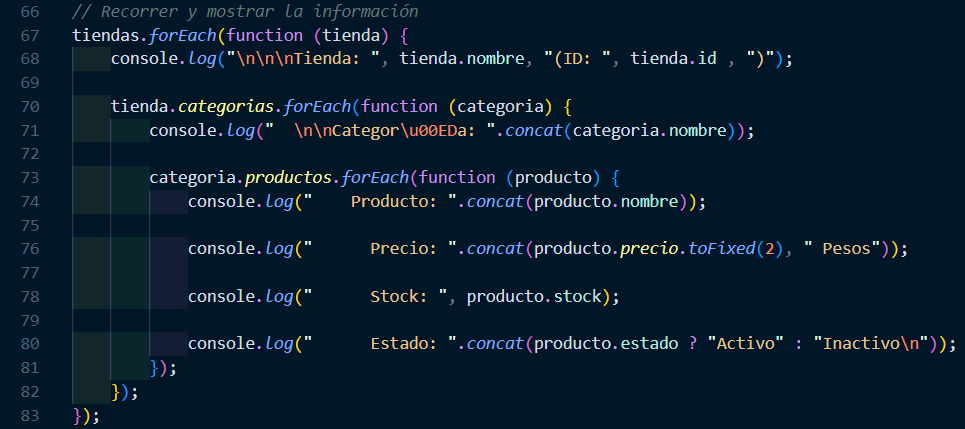 66 // Recorrer y mostrar la información
67 tiendas.forEach(function (tienda) {
68     console.log("\n\n\nTienda: ", tienda.nombre, "(ID: ", tienda.id , ")");
69
70     tienda.categorias.forEach(function (categoria) {
71         console.log("  \n\nCategor\u00EDa: ".concat(categoria.nombre));
72
73         categoria.productos.forEach(function (producto) {
74             console.log("    Producto: ".concat(producto.nombre));
75
76             console.log("      Precio: ".concat(producto.precio.toFixed(2), " Pesos"));
77
78             console.log("      Stock: ", producto.stock);
79
80             console.log("      Estado: ".concat(producto.estado ? "Activo" : "Inactivo\n"));
81         });
82     });
83 });